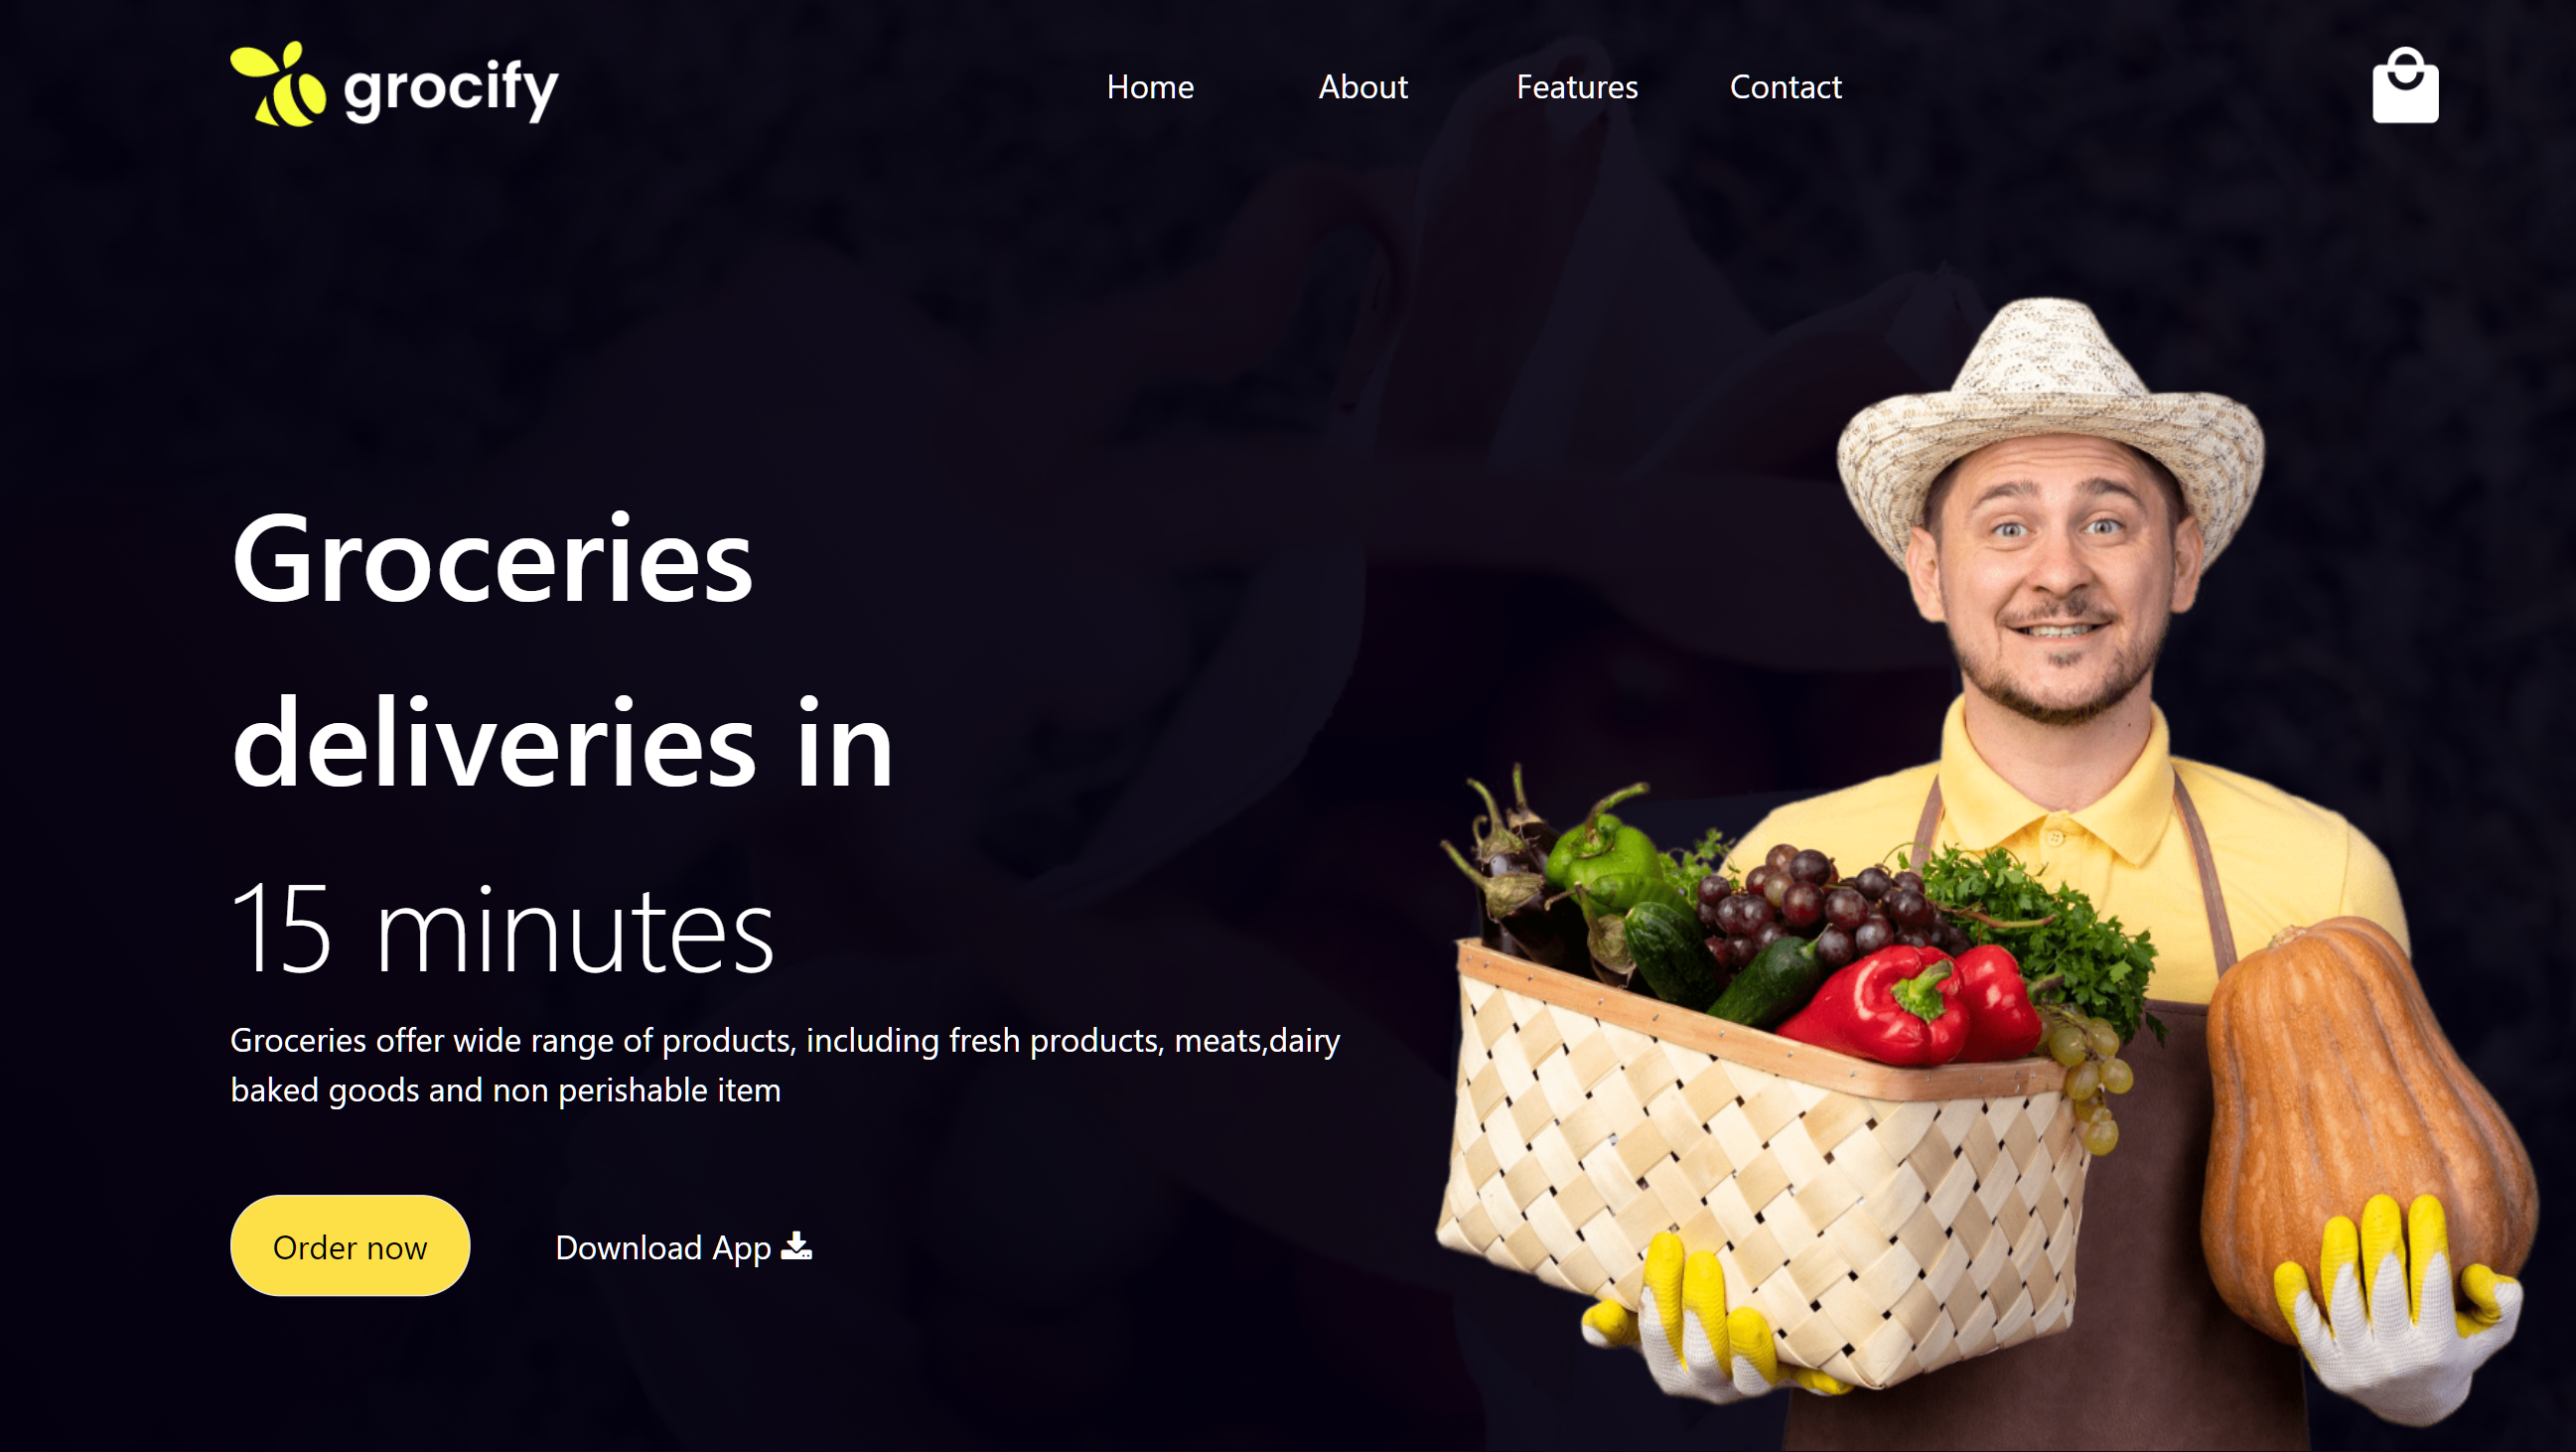 grocify
Home About Features Contact
Groceries
deliveries in
15 minutes
Groceries offer wide range of products, including fresh products, meats,dairy
baked goods and non perishable item
Order now Download App